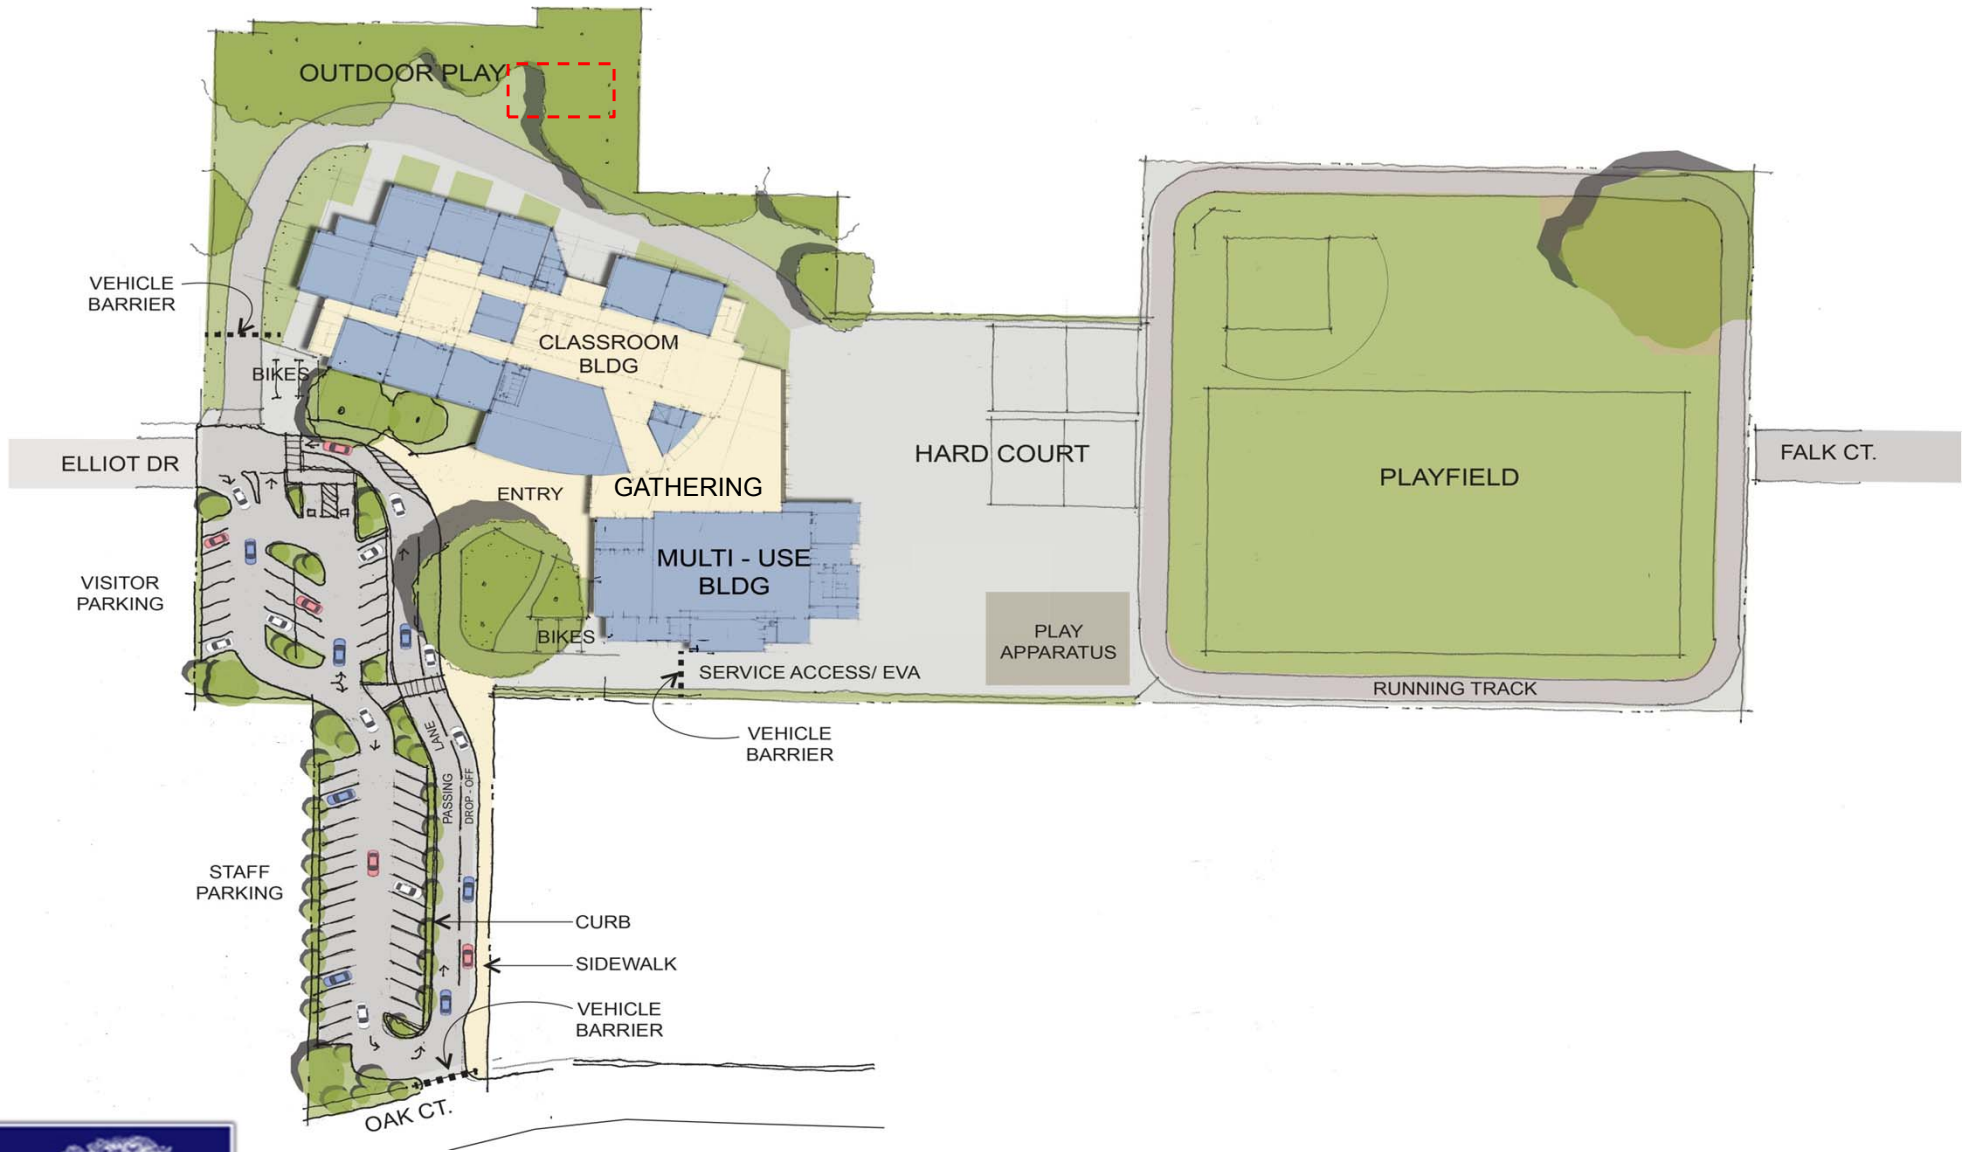 OUTDOOR PLAY
VEHICLE
BARRIER
CLASSROOM
BLDG
BIKES
ELLIOT DR
ENTRY
GATHERING
HARD COURT
PLAYFIELD
FALK CT.
MULTI - USE
BLDG
VISITOR
PARKING
BIKES
PLAY
APPARATUS
SERVICE ACCESS/ EVA
RUNNING TRACK
VEHICLE
BARRIER
PASSING LANE
DROP - OFF
STAFF
PARKING
CURB
SIDEWALK
VEHICLE
BARRIER
OAK CT.